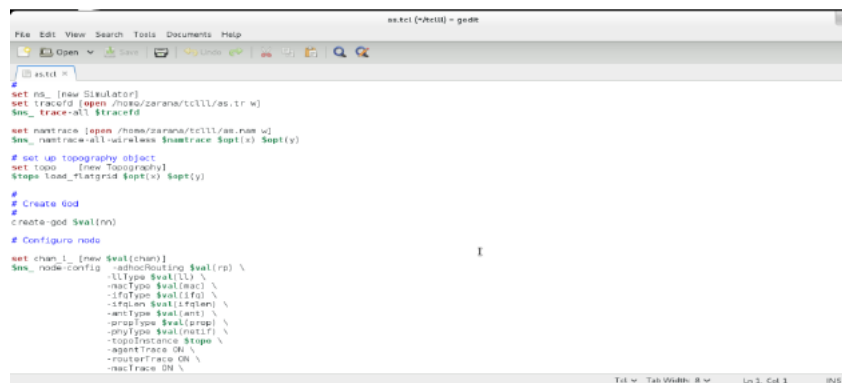 as.tcl (~/tclll) - gedit
File Edit View Search Tools Documents Help
Open Save Undo
as.tcl ×
#
set ns_ [new Simulator]
set tracefd [open /home/zarana/tclll/as.tr w]
$ns_ trace-all $tracefd
set namtrace [open /home/zarana/tclll/as.nam w]
$ns_ namtrace-all-wireless $namtrace $opt(x) $opt(y)
# set up topography object
set topo [new Topography]
$topo load_flatgrid $opt(x) $opt(y)
#
# Create God
#
create-god $val(nn)
# Configure node
set chan_1_ [new $val(chan)]
$ns_ node-config -adhocRouting $val(rp) \
-llType $val(ll) \
-macType $val(mac) \
-ifqType $val(ifq) \
-ifqLen $val(ifqlen) \
-antType $val(ant) \
-propType $val(prop) \
-phyType $val(netif) \
-topoInstance $topo \
-agentTrace ON \
-routerTrace ON \
-macTrace ON \
Tcl Tab Width: 8 Ln 1, Col 1 INS